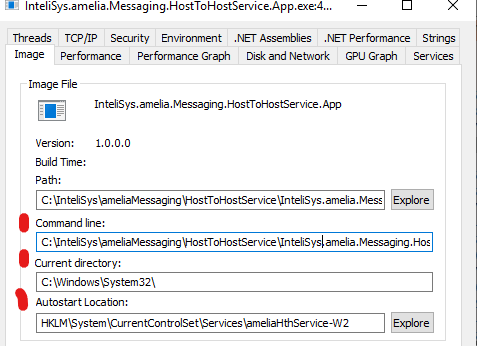 InteliSys.amelia.Messaging.HostToHostService.App.exe:4...
Threads TCP/IP Security Environment .NET Assemblies .NET Performance Strings
Image Performance Performance Graph Disk and Network GPU Graph Services
Image File
InteliSys.amelia.Messaging.HostToHostService.App
Version: 1.0.0.0
Build Time:
Path:
C:\InteliSys\ameliaMessaging\HostToHostService\InteliSys.amelia.Mess Explore
Command line:
C:\InteliSys\ameliaMessaging\HostToHostService\InteliSys.amelia.Messaging.Hos
Current directory:
C:\Windows\System32\
Autostart Location:
HKLM\System\CurrentControlSet\Services\ameliaHthService-W2 Explore